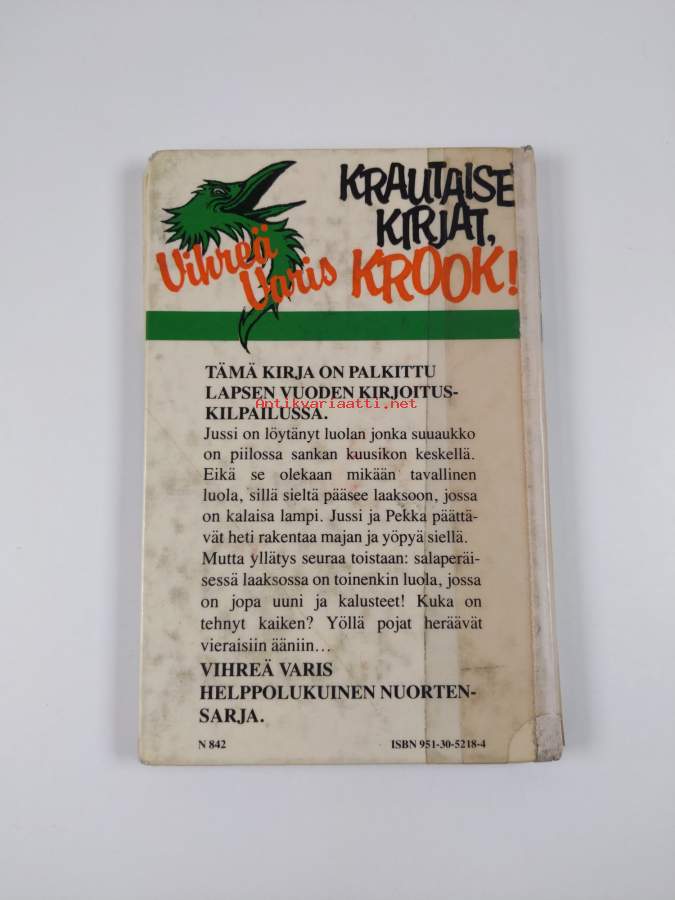 KRAUTAISE
KIRJAT,
KROOK!
Vihreä
Varis
TÄMÄ KIRJA ON PALKITTU
LAPSEN VUODEN KIRJOITUS-
Antikvariaatti.net
KILPAILUSSA.
Jussi on löytänyt luolan jonka suuaukko
on piilossa sankan kuusikon keskellä.
Eikä se olekaan mikään tavallinen
luola, sillä sieltä pääsee laaksoon, jossa
on kalaisa lampi. Jussi ja Pekka päättä-
vät heti rakentaa majan ja yöpyä siellä.
Mutta yllätys seuraa toistaan: salaperäi-
sessä laaksossa on toinenkin luola, jossa
on jopa uuni ja kalusteet! Kuka on
tehnyt kaiken? Yöllä pojat heräävät
vieraisiin ääniin...
VIHREÄ VARIS
HELPPOLUKUINEN NUORTEN-
SARJA.
N 842 ISBN 951-30-5218-4